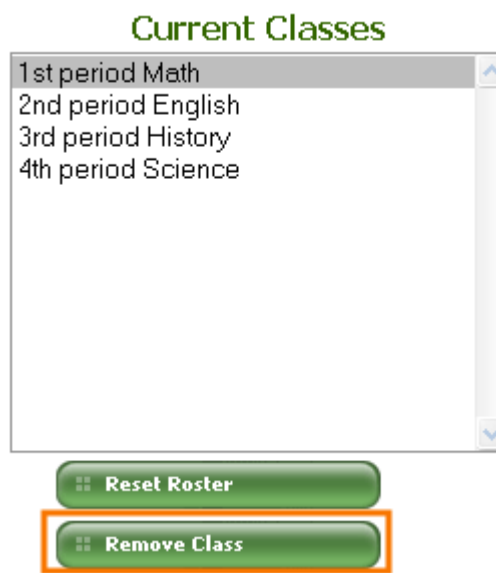 Current Classes
1st period Math
2nd period English
3rd period History
4th period Science
Reset Roster
Remove Class